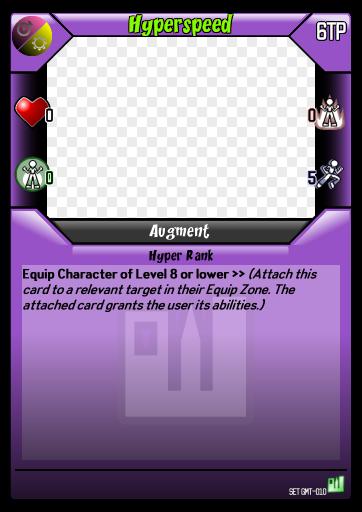 Hyperspeed
6TP
0
0
0
5
Augment
Hyper Rank
Equip Character of Level 8 or lower >> (Attach this
card to a relevant target in their Equip Zone. The
attached card grants the user its abilities.)
SET GMT-010